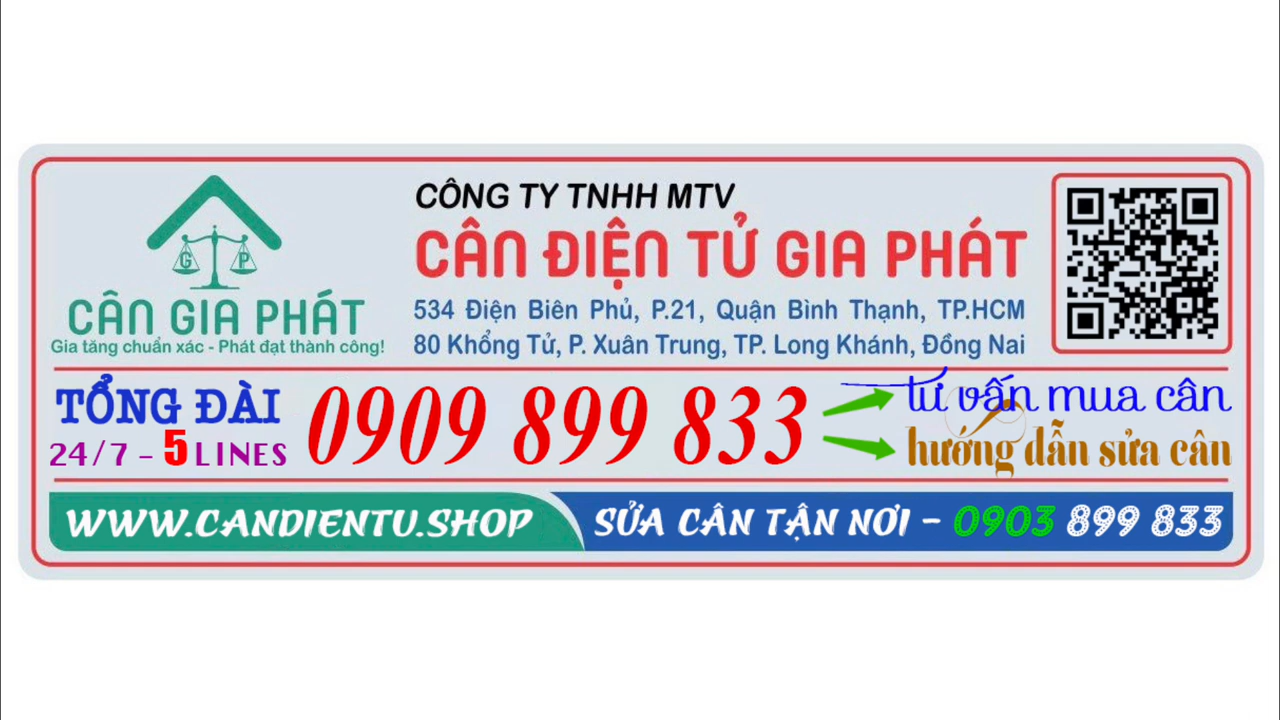 G P
CÂN GIA PHÁT
Gia tăng chuẩn xác - Phát đạt thành công!
CÔNG TY TNHH MTV
CÂN ĐIỆN TỬ GIA PHÁT
534 Điện Biên Phủ, P.21, Quận Bình Thạnh, TP.HCM
80 Khổng Tử, P. Xuân Trung, TP. Long Khánh, Đồng Nai
TỔNG ĐÀI
24/7 - 5 LINES
0909 899 833
tư vấn mua cân
hướng dẫn sửa cân
WWW.CANDIENTU.SHOP
SỬA CÂN TẬN NƠI - 0903 899 833